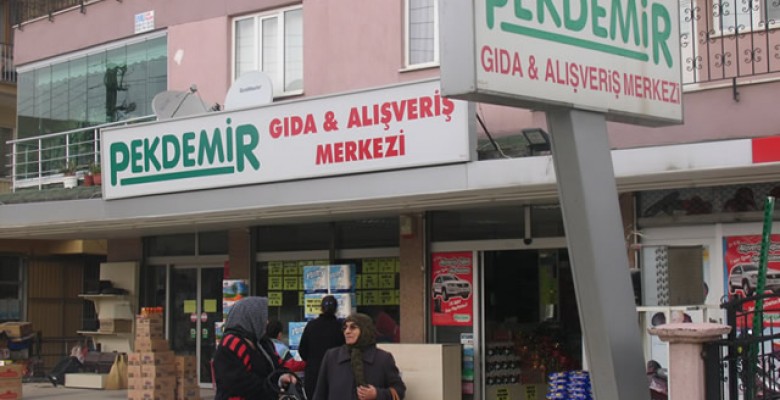 PEKDEMİR
GIDA & ALIŞVERİŞ
MERKEZİ
PEKDEMİR
GIDA & ALIŞVERİŞ MERKEZİ